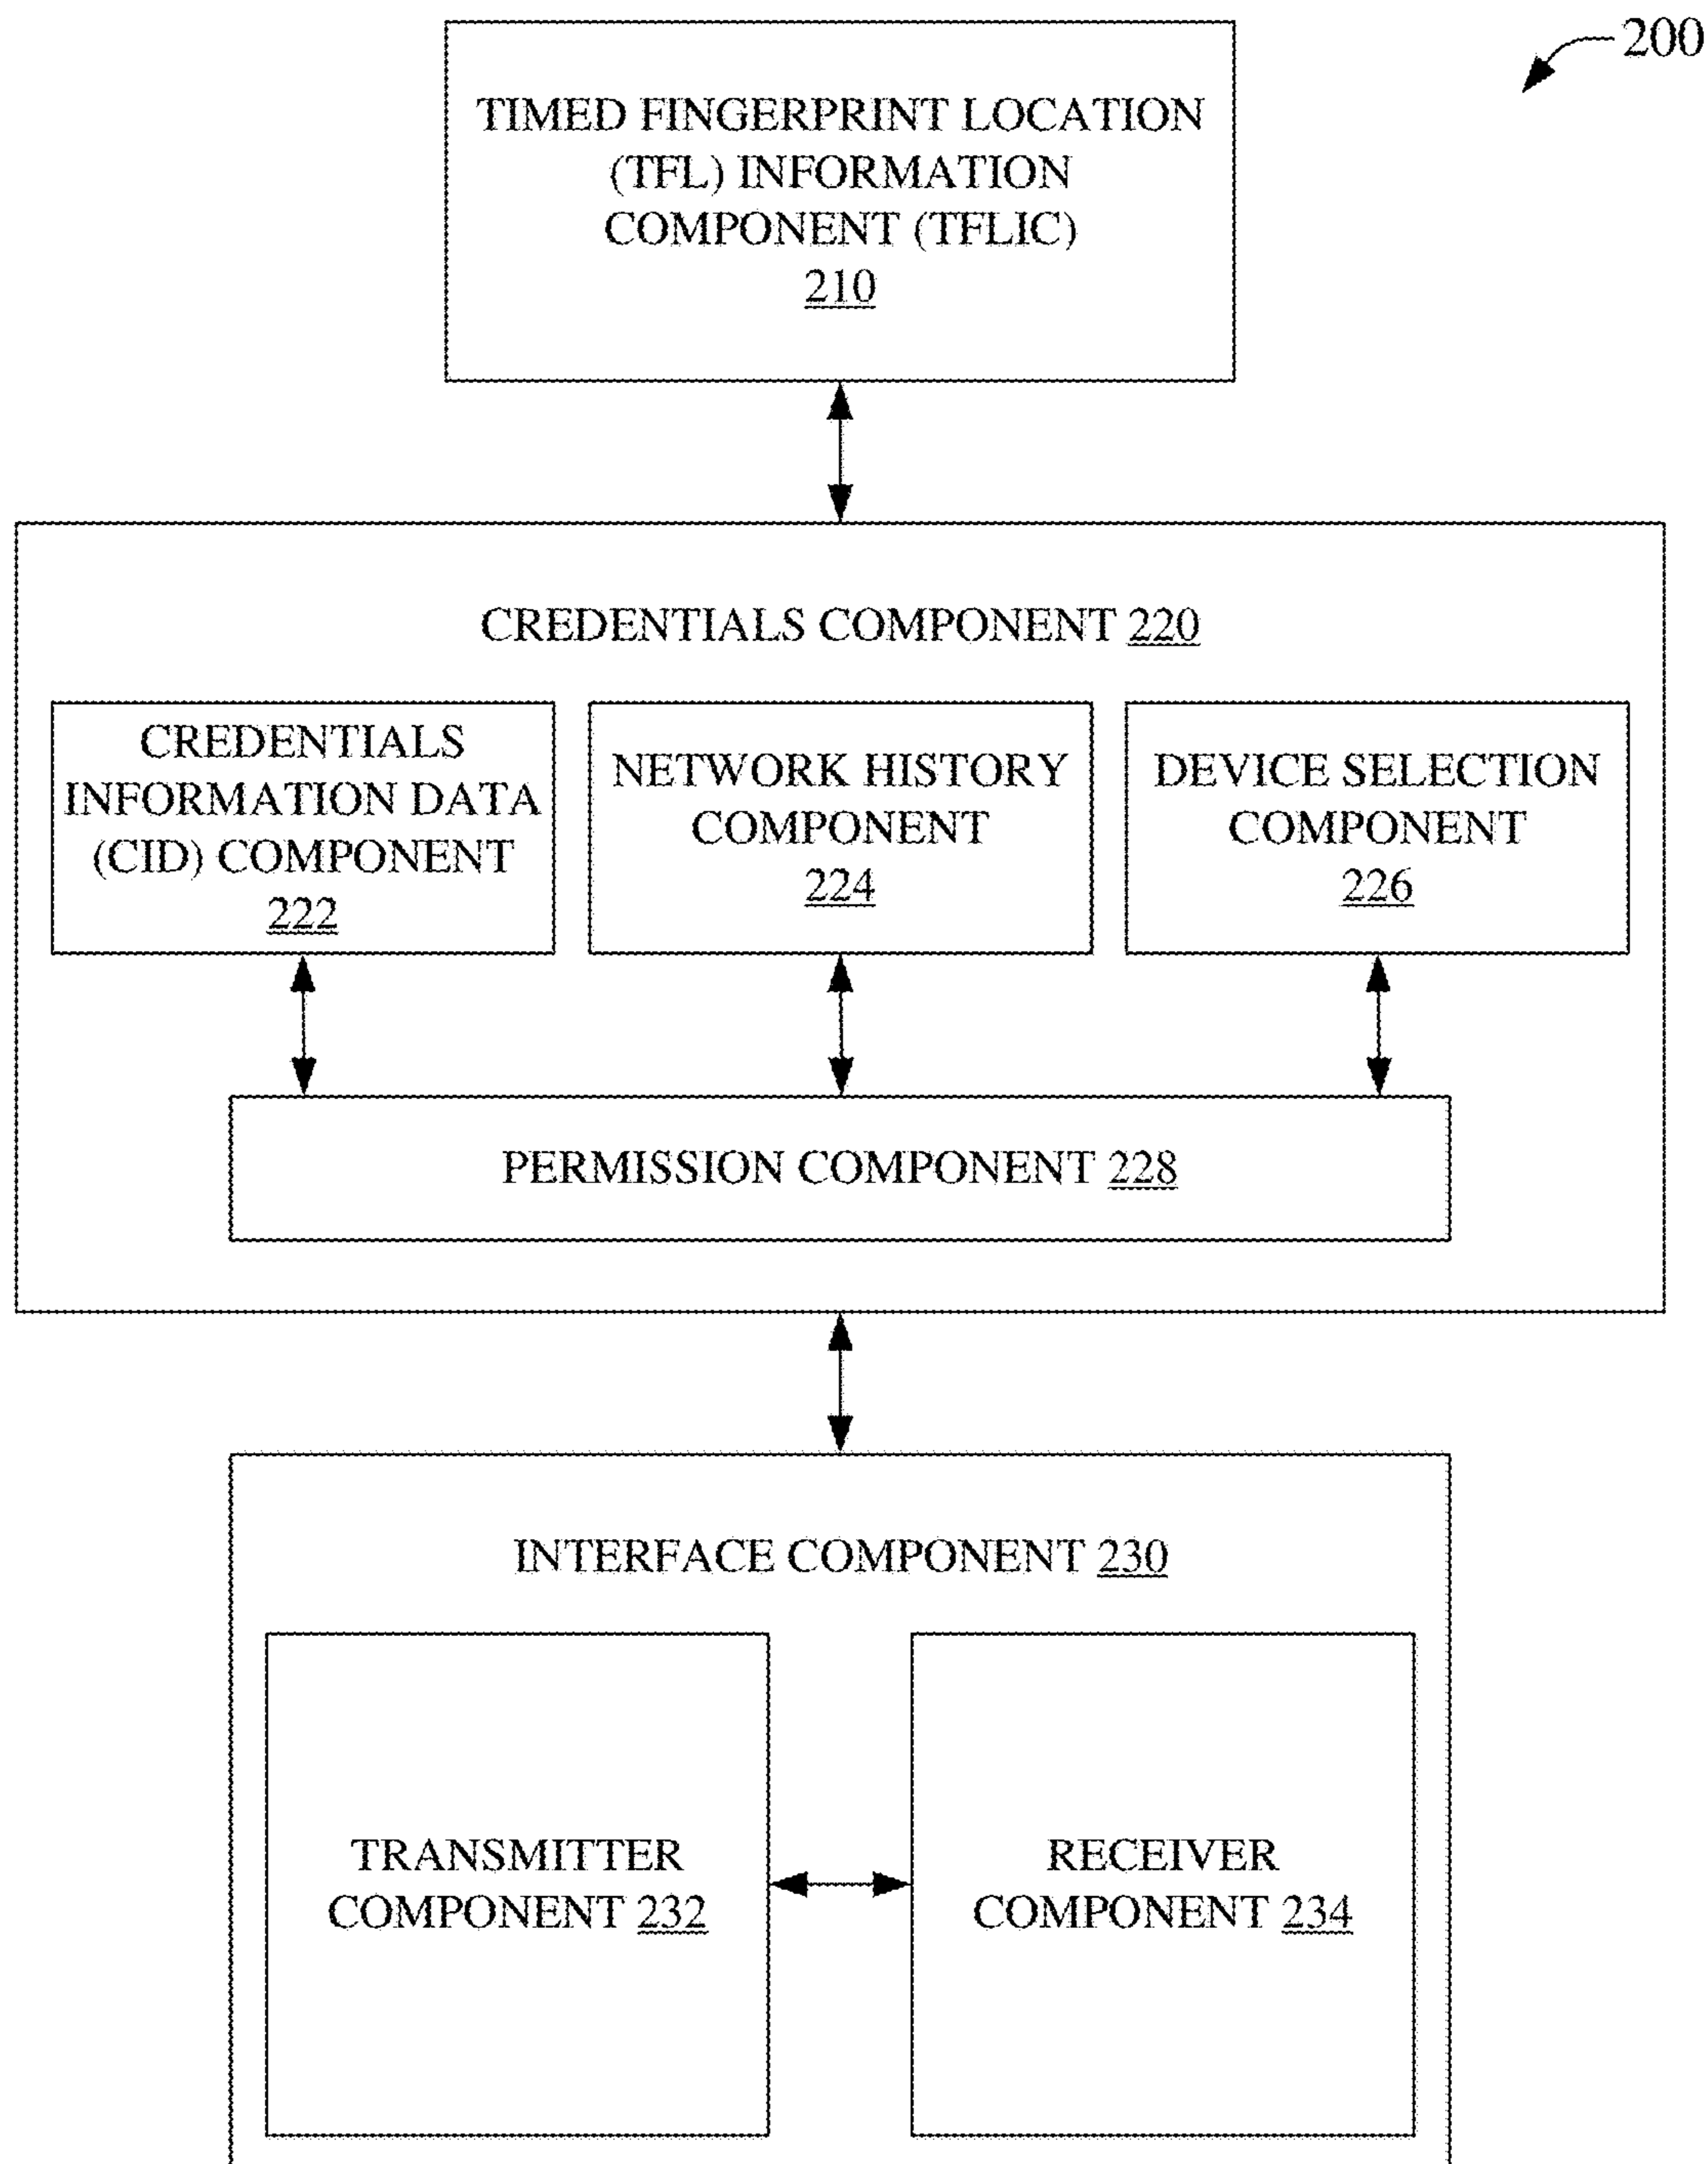 200
TIMED FINGERPRINT LOCATION
(TFL) INFORMATION
COMPONENT (TFLIC)
210
CREDENTIALS COMPONENT 220
CREDENTIALS
INFORMATION DATA
(CID) COMPONENT
222
NETWORK HISTORY
COMPONENT
224
DEVICE SELECTION
COMPONENT
226
PERMISSION COMPONENT 228
INTERFACE COMPONENT 230
TRANSMITTER
COMPONENT 232
RECEIVER
COMPONENT 234